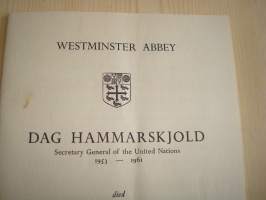 WESTMINSTER ABBEY
DAG HAMMARSKJOLD
Secretary General of the United Nations
1953 — 1961
died